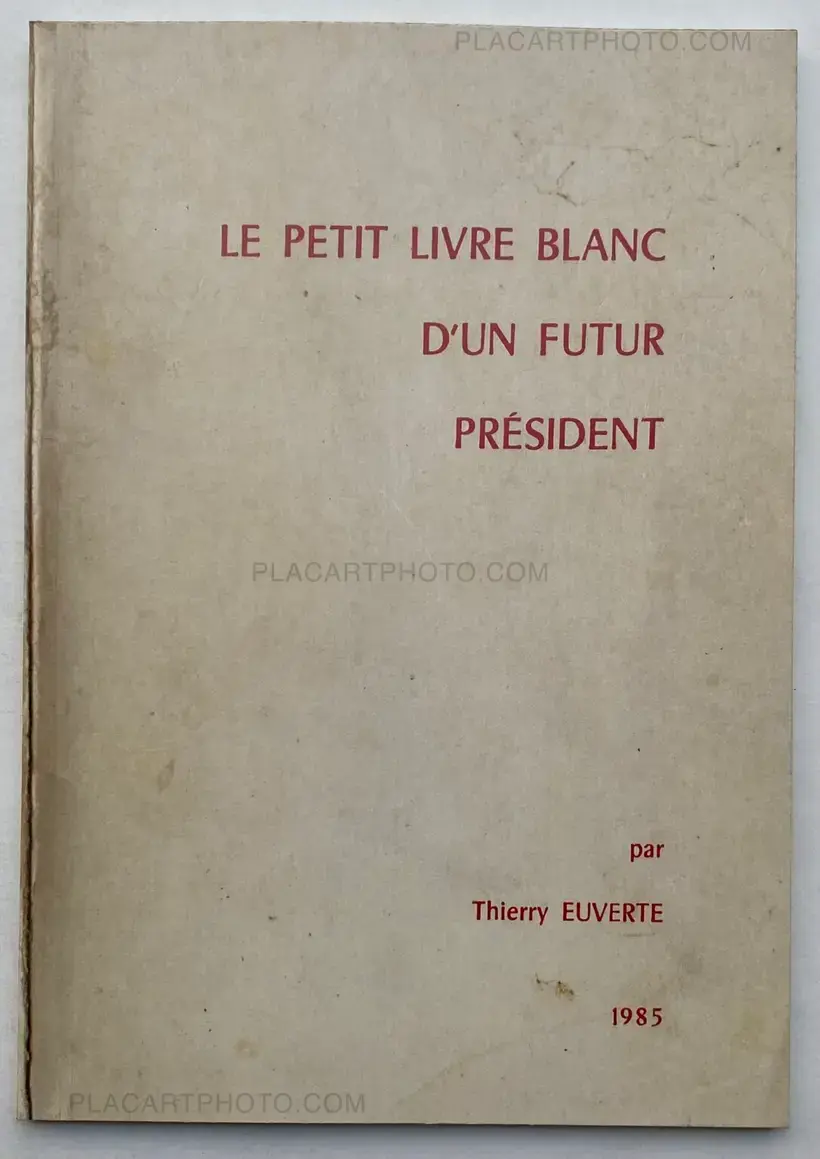 PLACARTPHOTO.COM
LE PETIT LIVRE BLANC
D'UN FUTUR
PRÉSIDENT
PLACARTPHOTO.COM
par
Thierry EUVERTE
1985
PLACARTPHOTO.COM